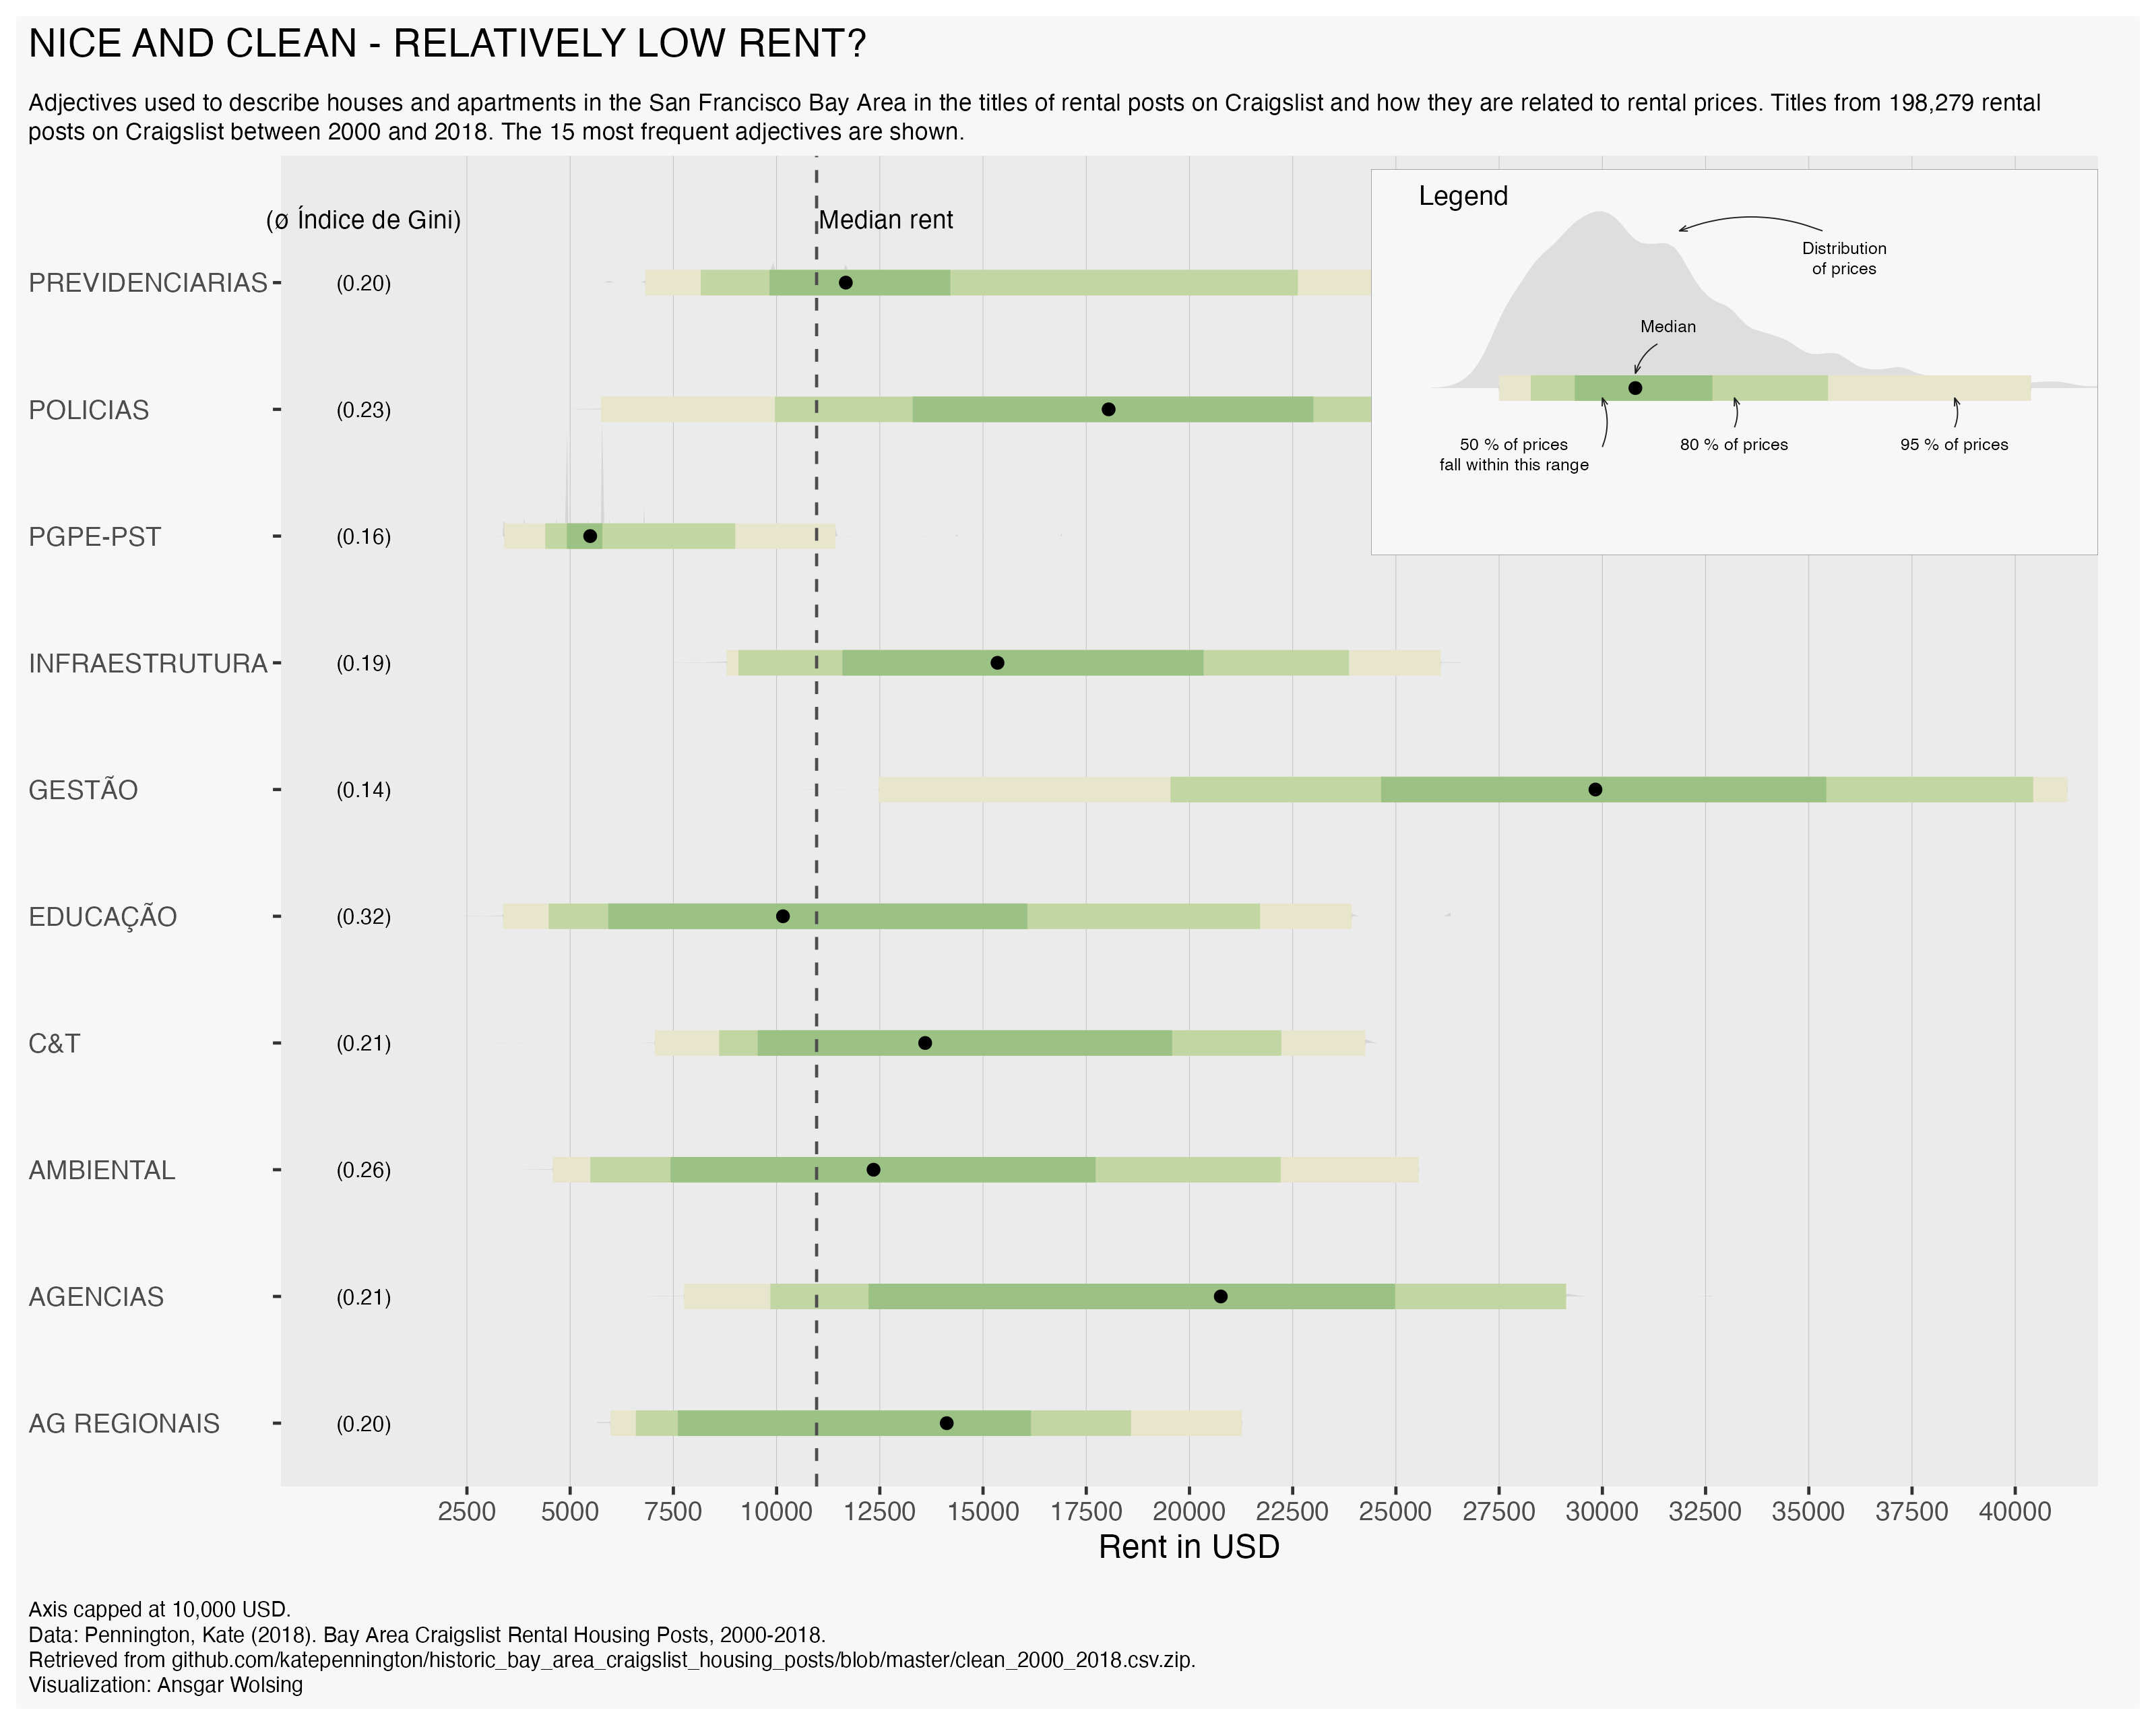 NICE AND CLEAN - RELATIVELY LOW RENT?
Adjectives used to describe houses and apartments in the San Francisco Bay Area in the titles of rental posts on Craigslist and how they are related to rental prices. Titles from 198,279 rental
posts on Craigslist between 2000 and 2018. The 15 most frequent adjectives are shown.
(ø Índice de Gini)
Median rent
Legend
Distribution
of prices
Median
50 % of prices
fall within this range
80 % of prices
95 % of prices
PREVIDENCIARIAS (0.20)
POLICIAS (0.23)
PGPE-PST (0.16)
INFRAESTRUTURA (0.19)
GESTÃO (0.14)
EDUCAÇÃO (0.32)
C&T (0.21)
AMBIENTAL (0.26)
AGENCIAS (0.21)
AG REGIONAIS (0.20)
2500 5000 7500 10000 12500 15000 17500 20000 22500 25000 27500 30000 32500 35000 37500 40000
Rent in USD
Axis capped at 10,000 USD.
Data: Pennington, Kate (2018). Bay Area Craigslist Rental Housing Posts, 2000-2018.
Retrieved from github.com/katepennington/historic_bay_area_craigslist_housing_posts/blob/master/clean_2000_2018.csv.zip.
Visualization: Ansgar Wolsing